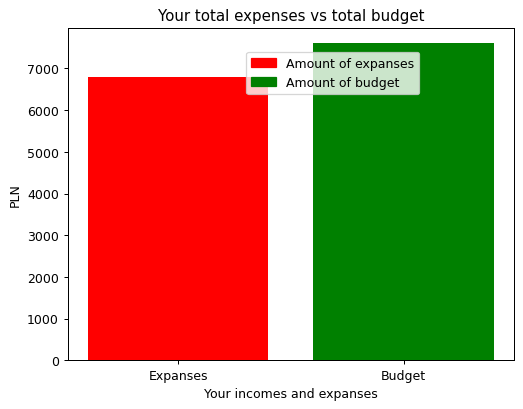 Your total expenses vs total budget
Amount of expanses
Amount of budget
PLN
7000
6000
5000
4000
3000
2000
1000
0
Expanses Budget
Your incomes and expanses